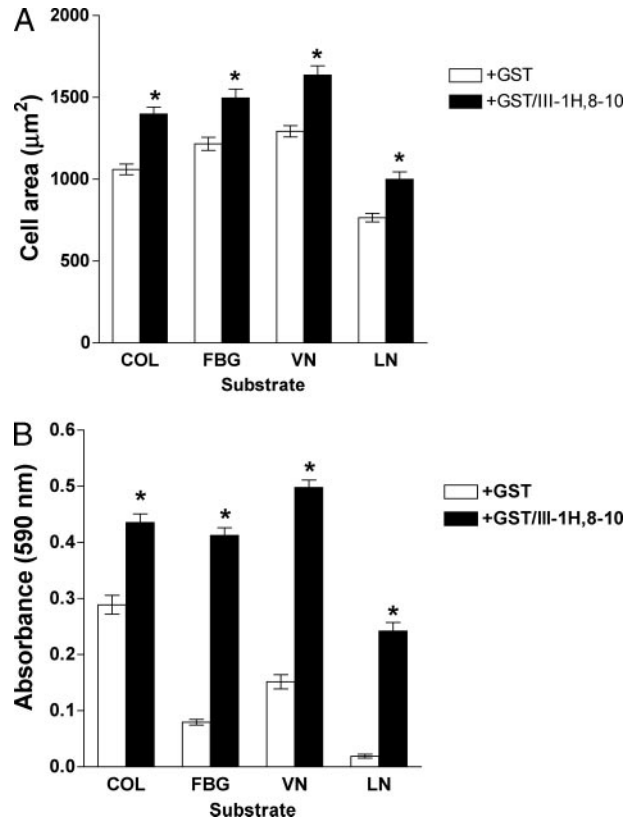 A
Cell area (μm²)
2000
1500
1000
500
0
* * * *
COL FBG VN LN
Substrate
+GST
+GST/III-1H,8-10
B
Absorbance (590 nm)
0.6
0.5
0.4
0.3
0.2
0.1
0.0
* * * *
COL FBG VN LN
Substrate
+GST
+GST/III-1H,8-10